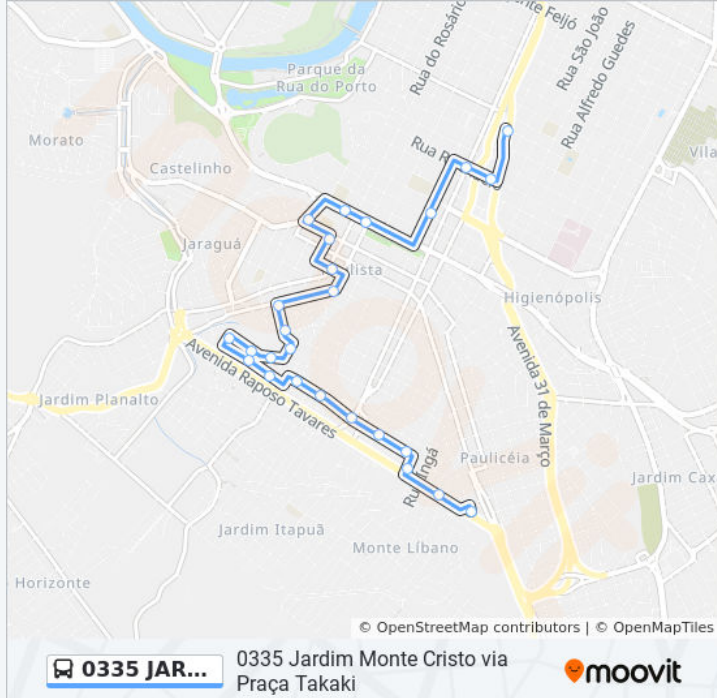 ente Feijó
Rua do Rosário
Rua São João
Rua Alfredo Guedes
Parque da
Rua do Porto
Morato
Castelinho
Vila
Jaraguá
Higienópolis
Avenida 31 de Março
Avenida Raposo Tavares
Jardim Planalto
Rua Ingá
Paulicéia
Jardim Cax
Jardim Itapuã
Monte Líbano
Horizonte
© OpenStreetMap contributors | © OpenMapTiles
0335 JAR...
0335 Jardim Monte Cristo via
Praça Takaki
moovit